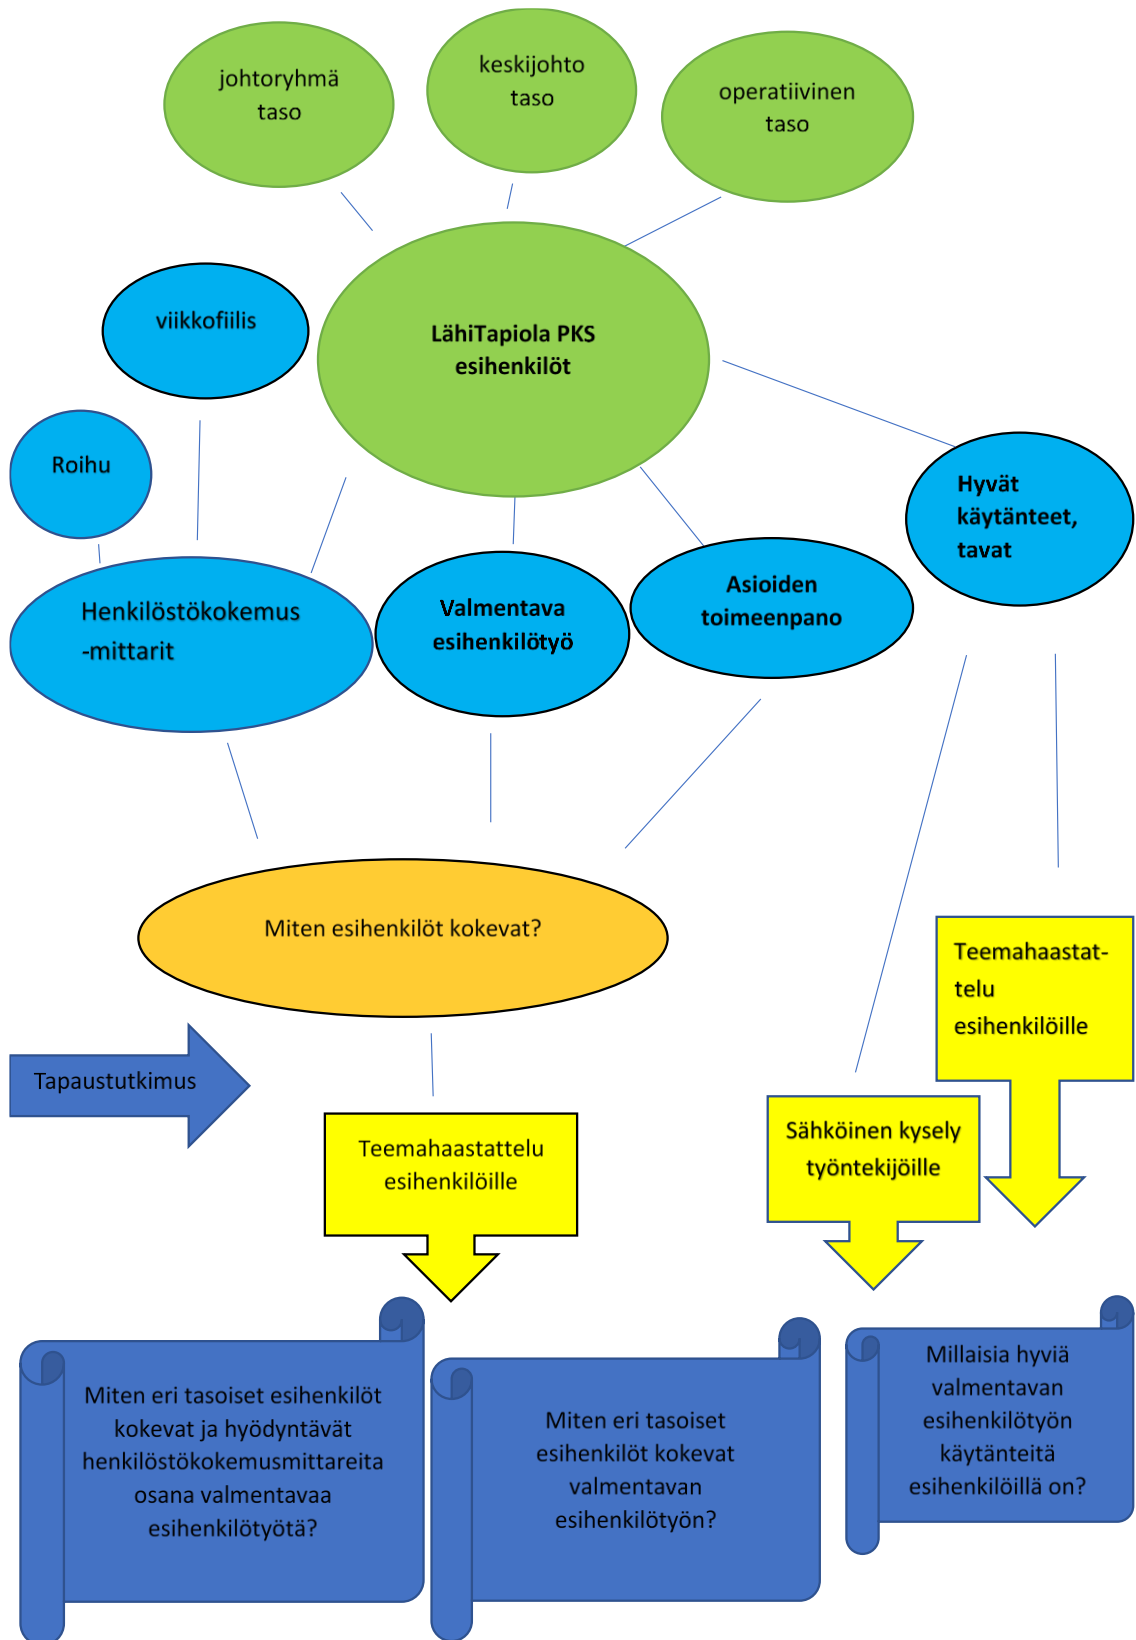 johtoryhmä
taso
keskijohto
taso
operatiivinen
taso
viikkofiilis
LähiTapiola PKS
esihenkilöt
Roihu
Hyvät
käytänteet,
tavat
Henkilöstökokemus
-mittarit
Valmentava
esihenkilötyö
Asioiden
toimeenpano
Miten esihenkilöt kokevat?
Teemahaastat-
telu
esihenkilöille
Tapaustutkimus
Teemahaastattelu
esihenkilöille
Sähköinen kysely
työntekijöille
Miten eri tasoiset esihenkilöt
kokevat ja hyödyntävät
henkilöstökokemusmittareita
osana valmentavaa
esihenkilötyötä?
Miten eri tasoiset
esihenkilöt kokevat
valmentavan
esihenkilötyön?
Millaisia hyviä
valmentavan
esihenkilötyön
käytänteitä
esihenkilöillä on?